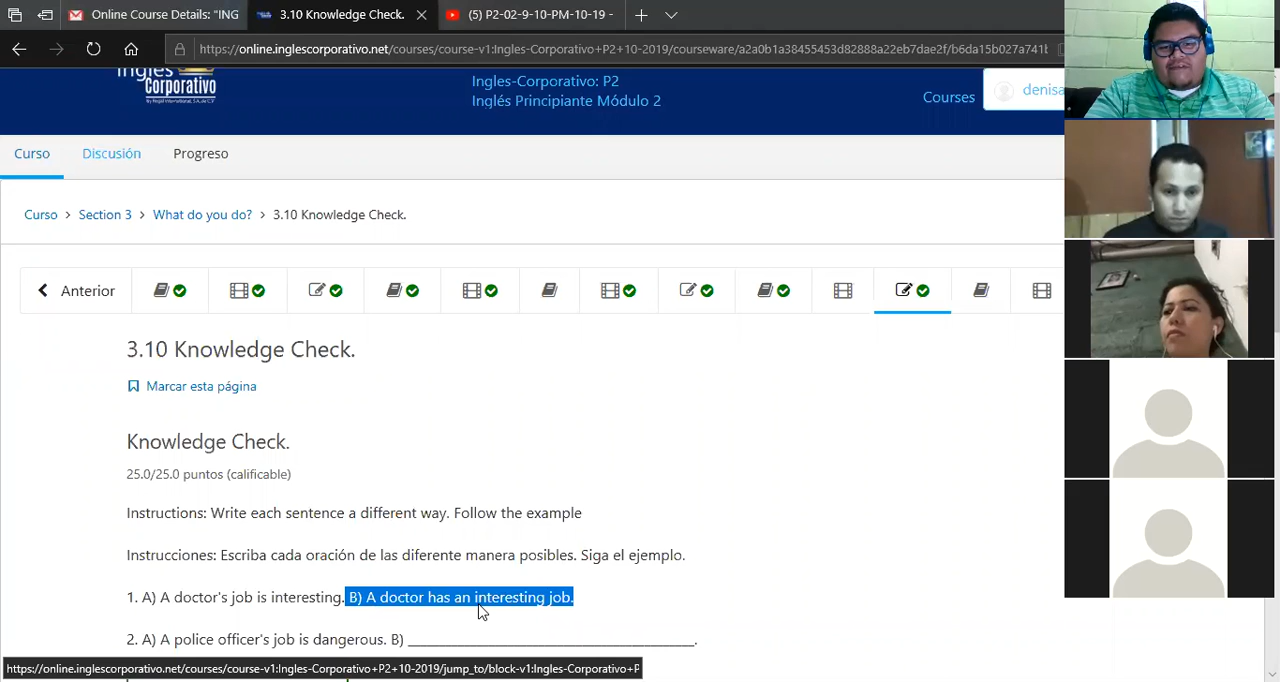 Online Course Details: "ING
3.10 Knowledge Check.
(5) P2-02-9-10-PM-10-19 -
https://online.inglescorporativo.net/courses/course-v1:Ingles-Corporativo+P2+10-2019/courseware/a2a0b1a38455453d82888a22eb7dae2f/b6da15b027a741b
Ingles
Corporativo
Ingles-Corporativo: P2
Inglés Principiante Módulo 2
Courses
denisa
Curso
Discusión
Progreso
Curso > Section 3 > What do you do? > 3.10 Knowledge Check.
Anterior
3.10 Knowledge Check.
Marcar esta página
Knowledge Check.
25.0/25.0 puntos (calificable)
Instructions: Write each sentence a different way. Follow the example
Instrucciones: Escriba cada oración de las diferente manera posibles. Siga el ejemplo.
1. A) A doctor's job is interesting. B) A doctor has an interesting job.
2. A) A police officer's job is dangerous. B) ______________________________________.
https://online.inglescorporativo.net/courses/course-v1:Ingles-Corporativo+P2+10-2019/jump_to/block-v1:Ingles-Corporativo+P